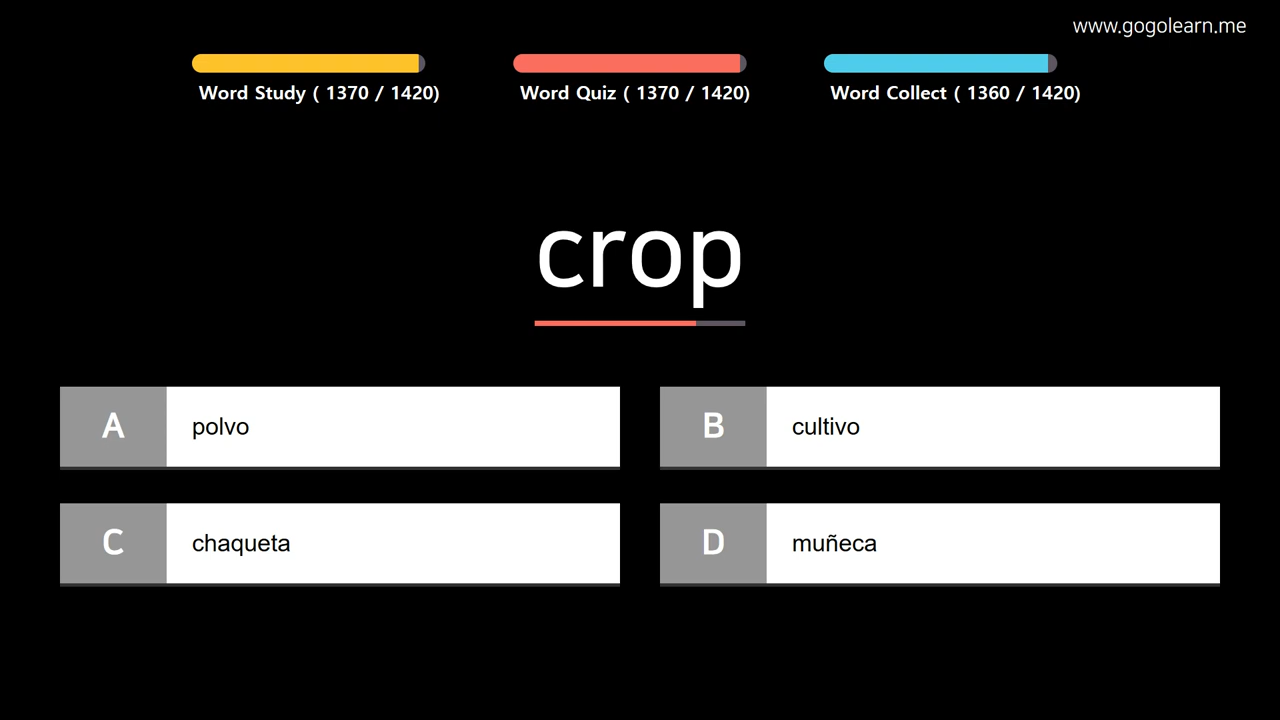 www.gogolearn.me
Word Study ( 1370 / 1420)
Word Quiz ( 1370 / 1420)
Word Collect ( 1360 / 1420)
crop
A polvo
B cultivo
C chaqueta
D muñeca